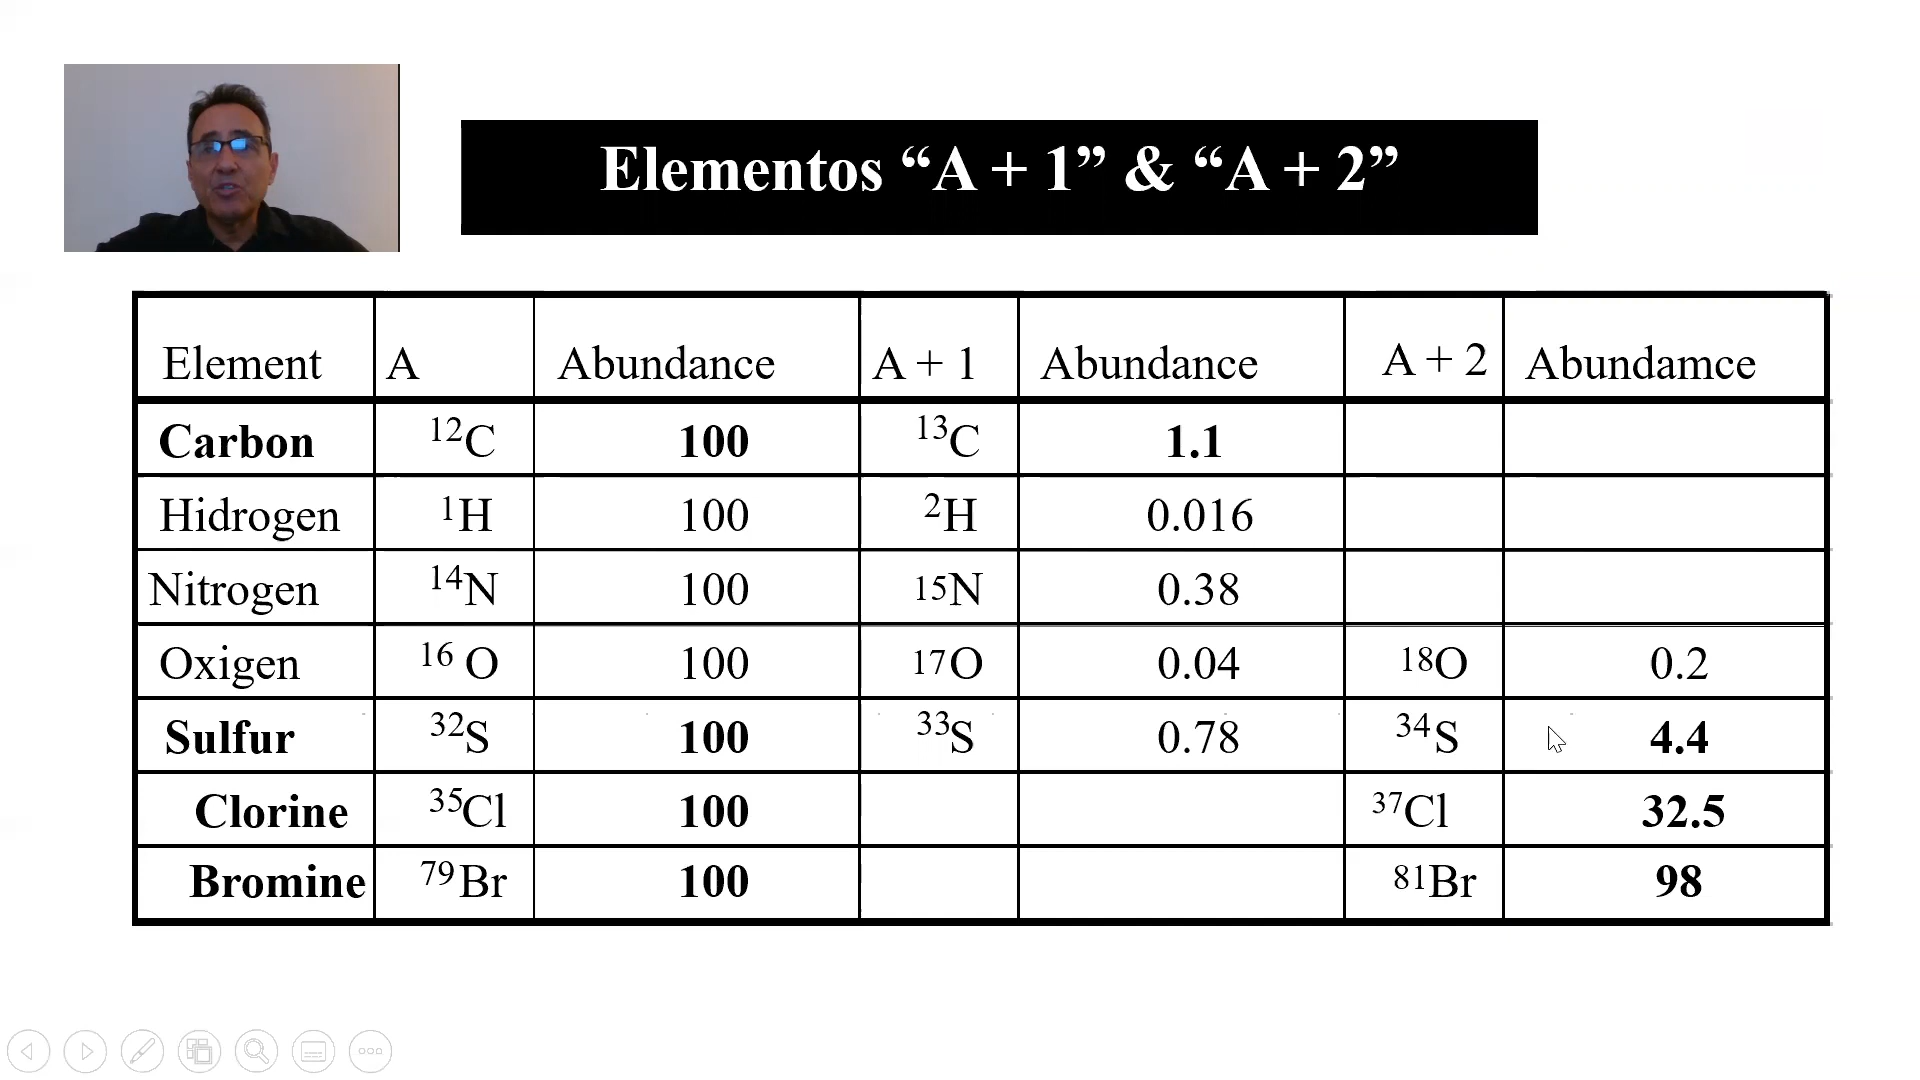 Elementos “A + 1” & “A + 2”
Element A Abundance A + 1 Abundance A + 2 Abundamce
Carbon ¹²C 100 ¹³C 1.1
Hidrogen ¹H 100 ²H 0.016
Nitrogen ¹⁴N 100 15N 0.38
Oxigen ¹⁶ O 100 17O 0.04 18O 0.2
Sulfur ³²S 100 ³³S 0.78 ³⁴S 4.4
Clorine ³⁵Cl 100 ³⁷Cl 32.5
Bromine ⁷⁹Br 100 81Br 98